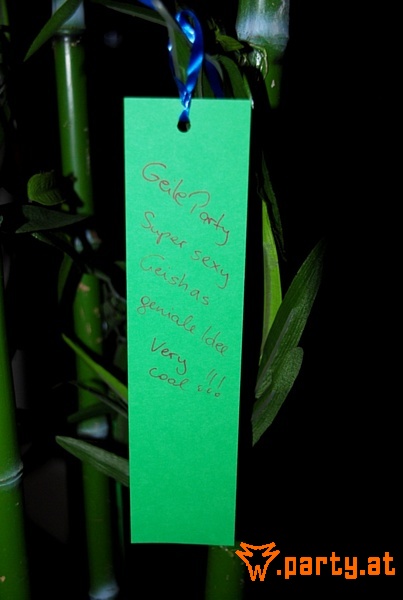 Geile Party
Super sexy
Geishas
geniale Idee
Very !!!
cool
w.party.at